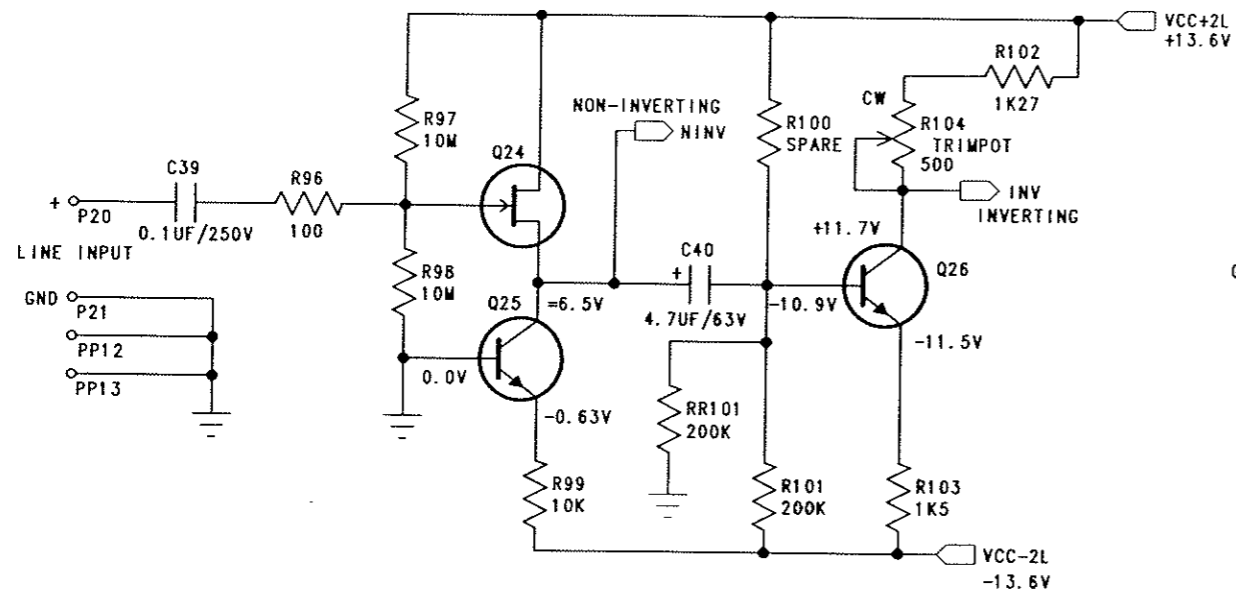 VCC+2L
+13.6V
R102
1K27
CW
R104
TRIMPOT
500
NON-INVERTING
NINV
R100
SPARE
R97
10M
Q24
C39
0.1UF/250V
R96
100
+
P20
LINE INPUT
INV
INVERTING
+11.7V
C40
+
4.7UF/63V
Q26
-10.9V
-11.5V
R98
10M
Q25
=6.5V
GND
P21
PP12
PP13
0.0V
-0.63V
RR101
200K
R99
10K
R101
200K
R103
1K5
VCC-2L
-13.6V